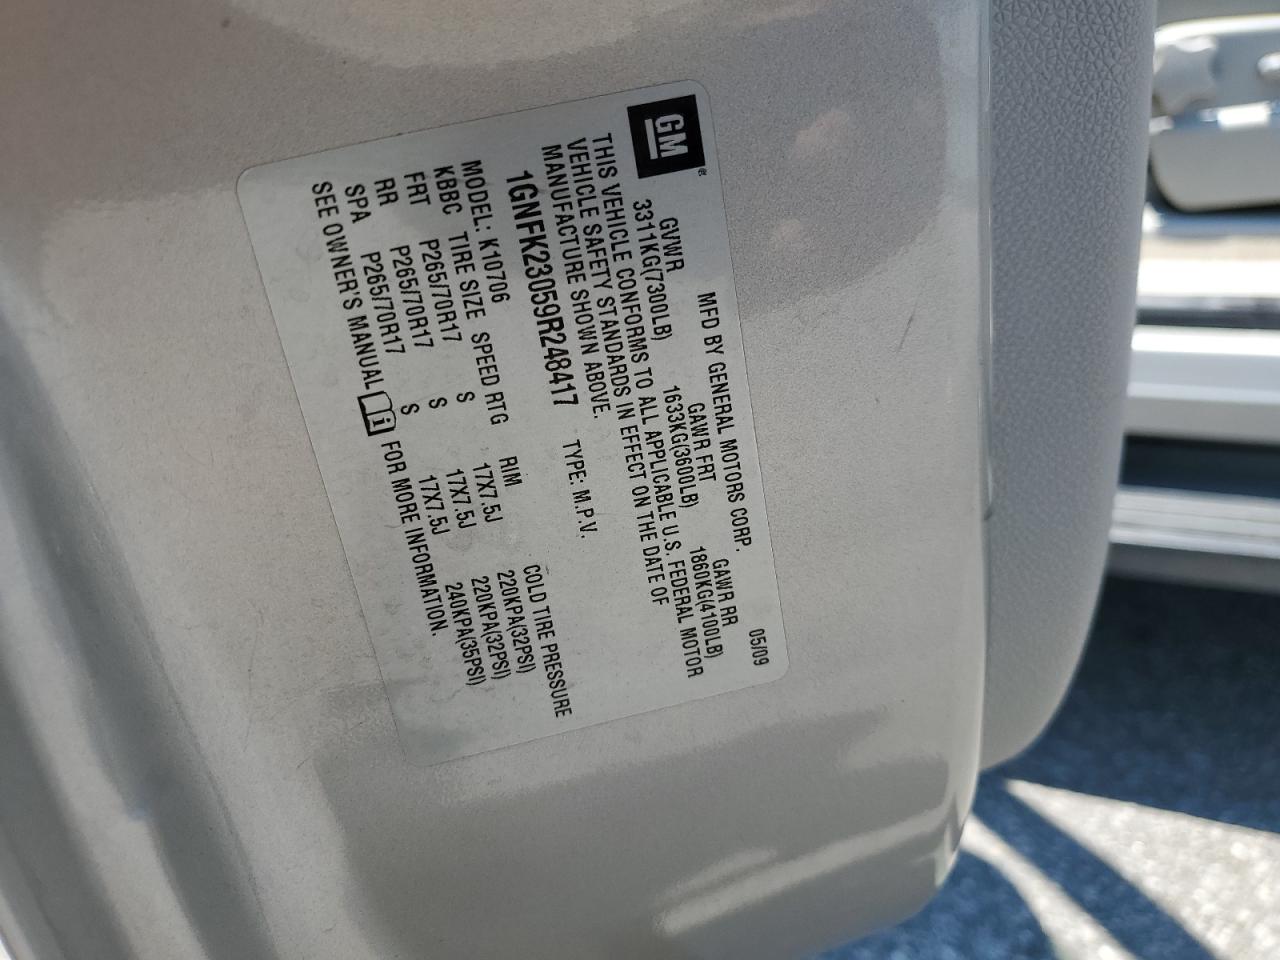 GM
MFD BY GENERAL MOTORS CORP. 05/09
GVWR GAWR FRT GAWR RR
3311KG(7300LB) 1633KG(3600LB) 1860KG(4100LB)
THIS VEHICLE CONFORMS TO ALL APPLICABLE U.S. FEDERAL MOTOR
VEHICLE SAFETY STANDARDS IN EFFECT ON THE DATE OF
MANUFACTURE SHOWN ABOVE.
1GNFK23059R248417 TYPE: M.P.V.
MODEL: K10706
KBBC TIRE SIZE SPEED RTG RIM COLD TIRE PRESSURE
FRT P265/70R17 S 17X7.5J 220KPA(32PSI)
RR P265/70R17 S 17X7.5J 220KPA(32PSI)
SPA P265/70R17 S 17X7.5J 240KPA(35PSI)
SEE OWNER'S MANUAL i FOR MORE INFORMATION.